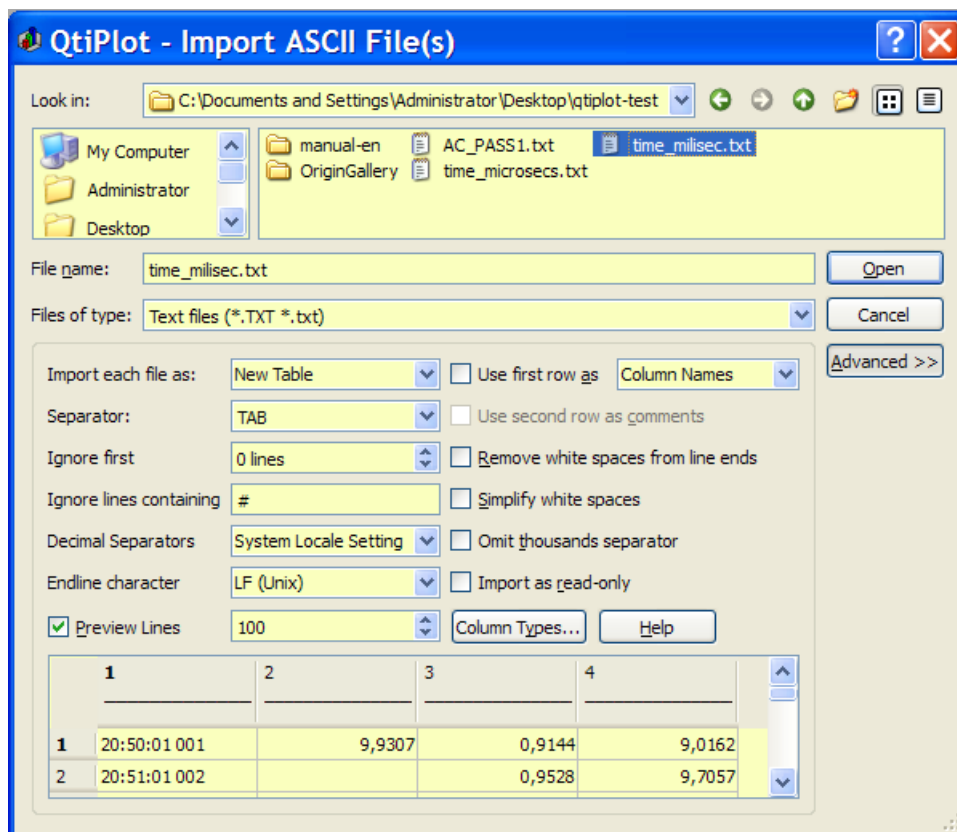 QtiPlot - Import ASCII File(s)
Look in: C:\Documents and Settings\Administrator\Desktop\qtiplot-test
My Computer
Administrator
Desktop
manual-en AC_PASS1.txt time_milisec.txt
OriginGallery time_microsecs.txt
File name: time_milisec.txt Open
Files of type: Text files (*.TXT *.txt) Cancel
Advanced >>
Import each file as: New Table Use first row as Column Names
Separator: TAB Use second row as comments
Ignore first 0 lines Remove white spaces from line ends
Ignore lines containing # Simplify white spaces
Decimal Separators System Locale Setting Omit thousands separator
Endline character LF (Unix) Import as read-only
Preview Lines 100 Column Types... Help
1 2 3 4
1 20:50:01 001 9,9307 0,9144 9,0162
2 20:51:01 002 0,9528 9,7057